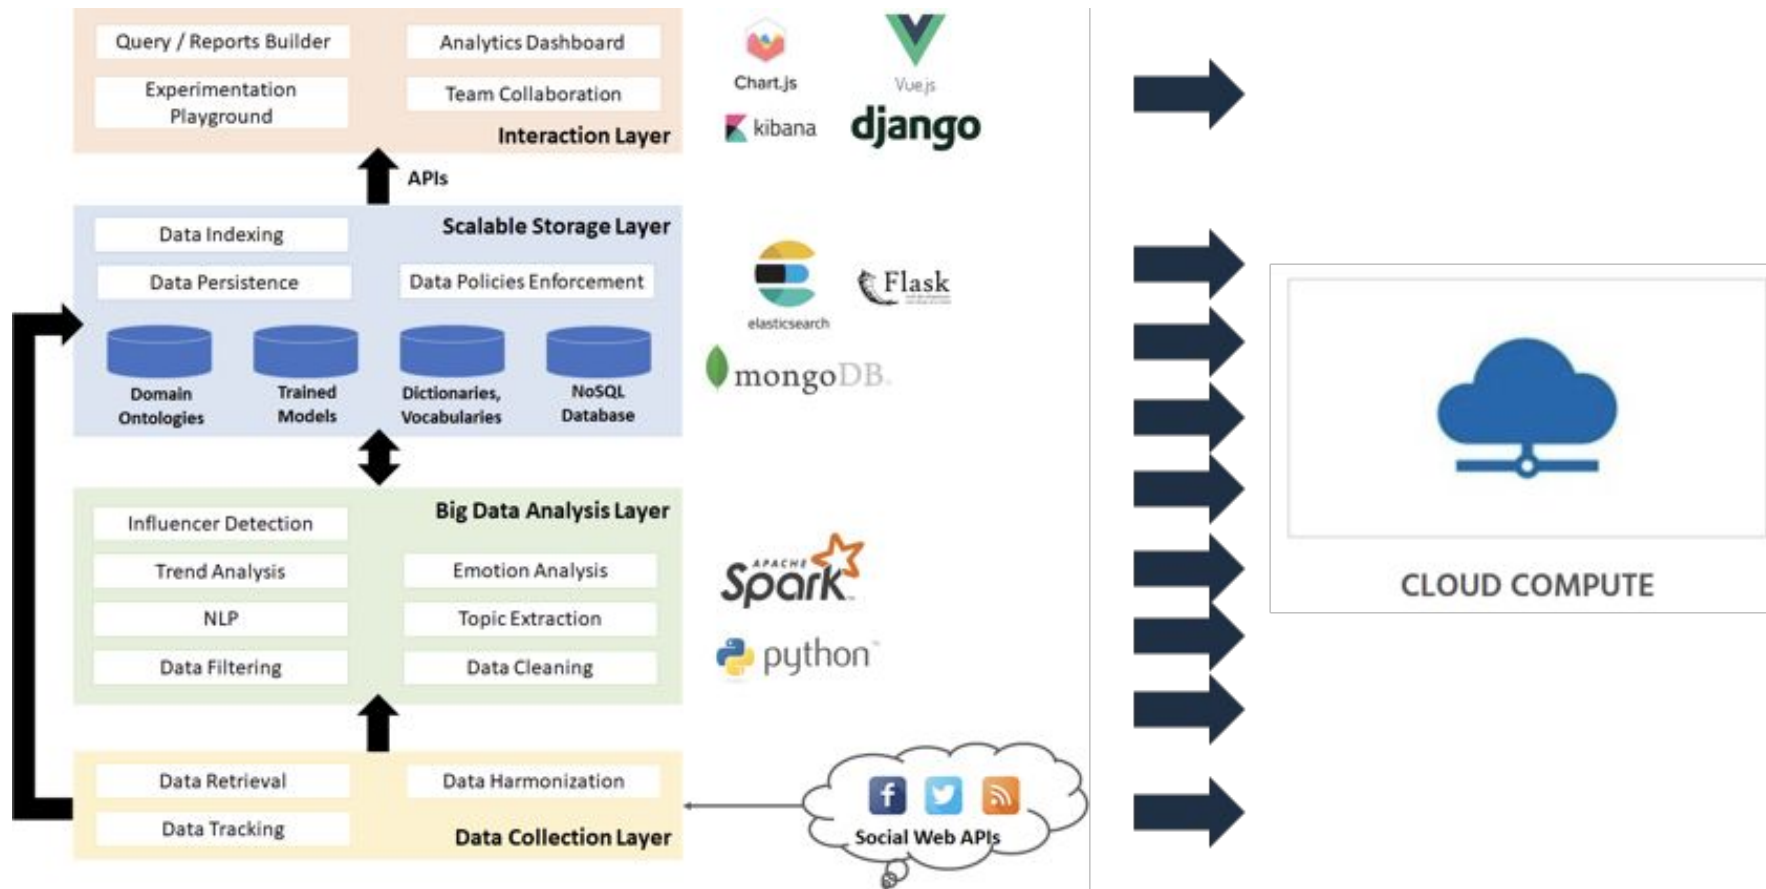 Query / Reports Builder
Analytics Dashboard
Experimentation
Playground
Team Collaboration
Interaction Layer
Chart.js
Vue.js
kibana
django
APIs
Scalable Storage Layer
Data Indexing
Data Persistence
Data Policies Enforcement
Domain
Ontologies
Trained
Models
Dictionaries,
Vocabularies
NoSQL
Database
elasticsearch
Flask
mongoDB.
Big Data Analysis Layer
Influencer Detection
Trend Analysis
Emotion Analysis
NLP
Topic Extraction
Data Filtering
Data Cleaning
APACHE
Spark™
python™
Data Retrieval
Data Harmonization
Data Tracking
Data Collection Layer
Social Web APIs
CLOUD COMPUTE